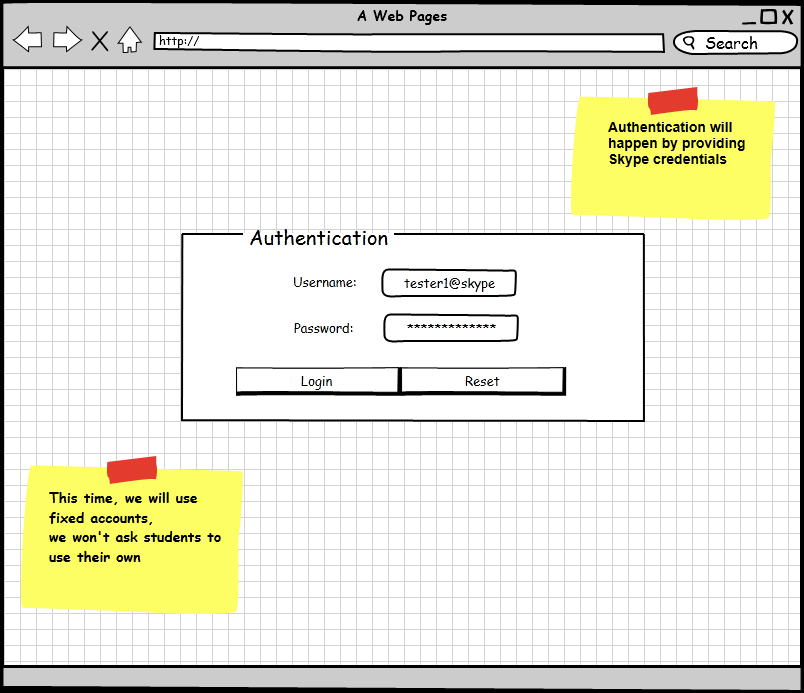 A Web Pages
http://
Search
Authentication will
happen by providing
Skype credentials
Authentication
Username:
tester1@skype
Password:
*************
Login
Reset
This time, we will use
fixed accounts,
we won't ask students to
use their own